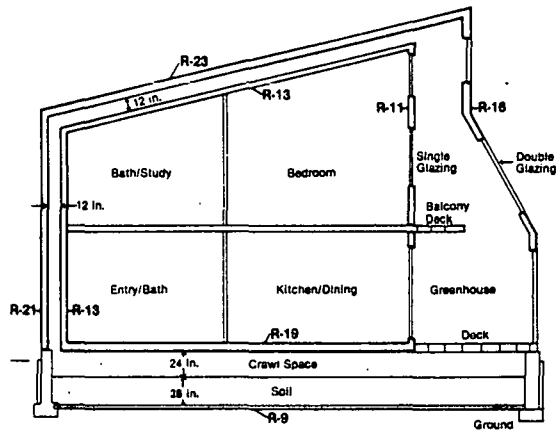 R-23
12 in.
R-13
R-11
R-16
Single
Glazing
Double
Glazing
Bath/Study
Bedroom
12 in.
Balcony
Deck
Entry/Bath
Kitchen/Dining
Greenhouse
R-21
R-13
R-19
Deck
24 in.
Crawl Space
28 in.
Soil
R-9
Ground